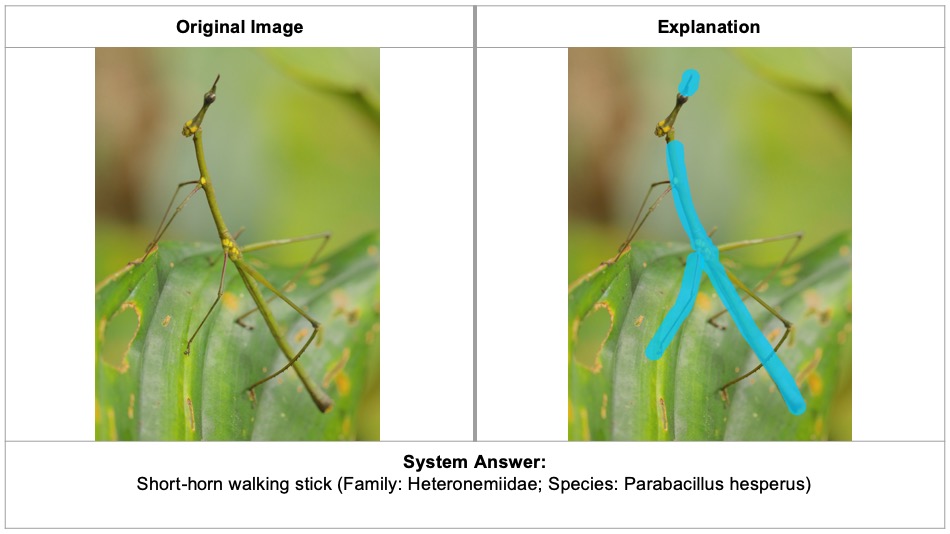 Original Image
Explanation
System Answer:
Short-horn walking stick (Family: Heteronemiidae; Species: Parabacillus hesperus)